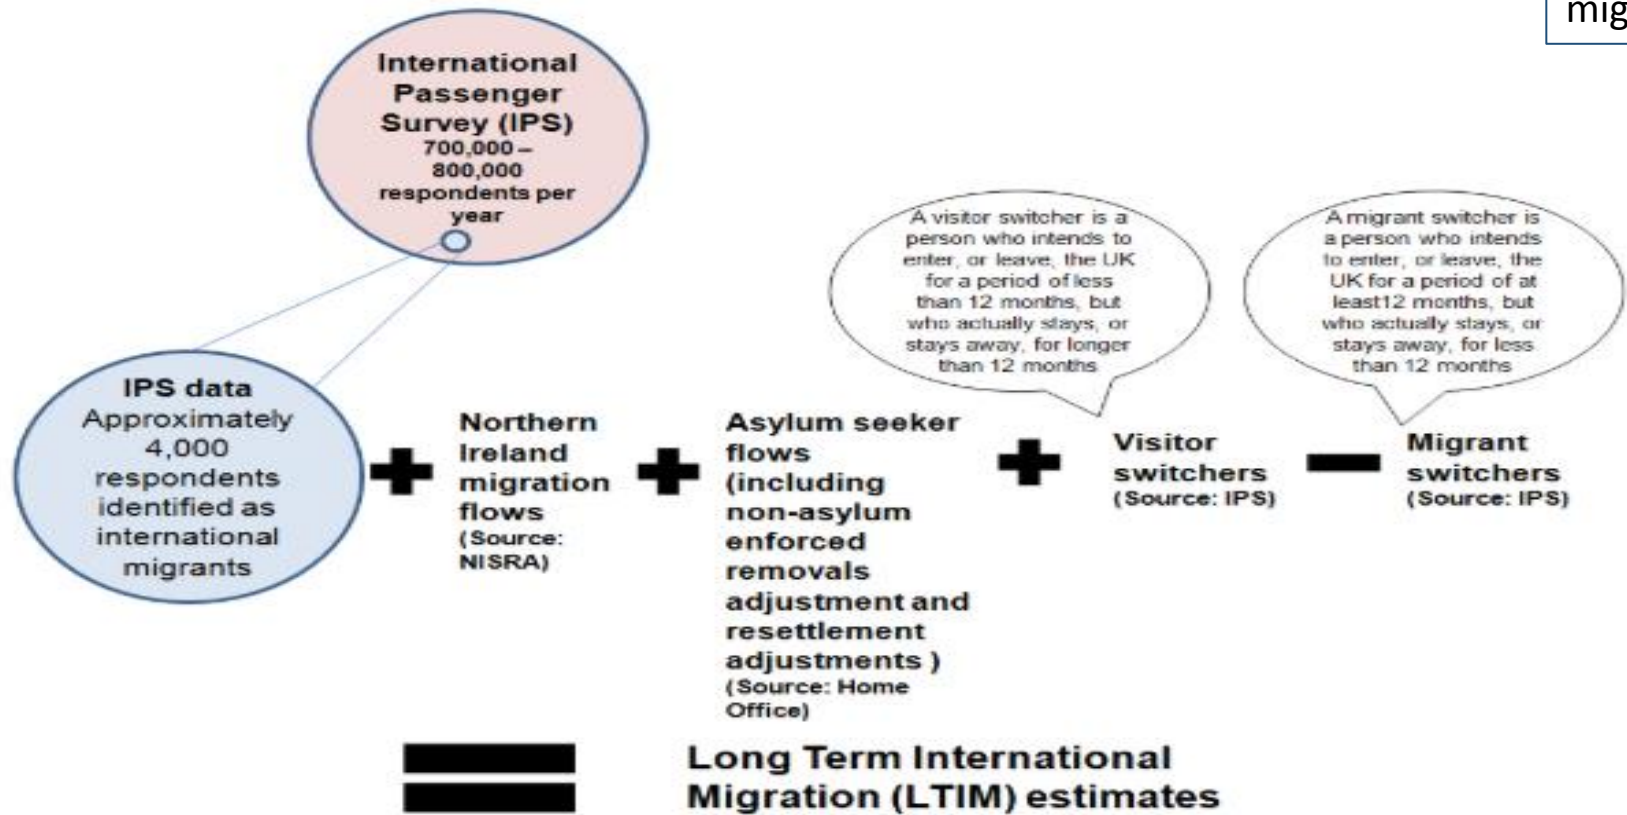 mig
International
Passenger
Survey (IPS)
700,000 –
800,000
respondents per
year
A visitor switcher is a
person who intends to
enter, or leave, the UK
for a period of less
than 12 months, but
who actually stays, or
stays away, for longer
than 12 months
A migrant switcher is
a person who intends
to enter, or leave, the
UK for a period of at
least12 months, but
who actually stays, or
stays away, for less
than 12 months
IPS data
Approximately
4,000
respondents
identified as
international
migrants
Northern
Ireland
migration
flows
(Source:
NISRA)
Asylum seeker
flows
(including
non-asylum
enforced
removals
adjustment and
resettlement
adjustments )
(Source: Home
Office)
Visitor
switchers
(Source: IPS)
Migrant
switchers
(Source: IPS)
Long Term International
Migration (LTIM) estimates